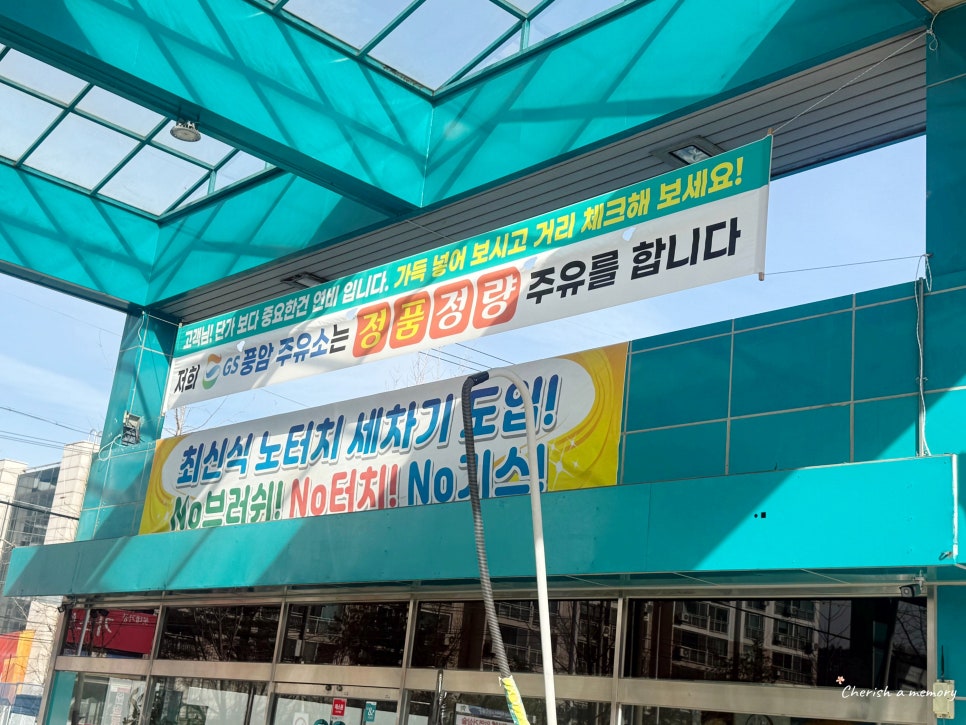 고객님! 단가 보다 중요한건 연비 입니다. 가득 넣어 보시고 거리 체크해 보세요!
저희 GS 풍암 주유소는 정품정량 주유를 합니다
최신식 노터치 세차기 도입!
No브러쉬! No터치! No기스!
Cherish a memory